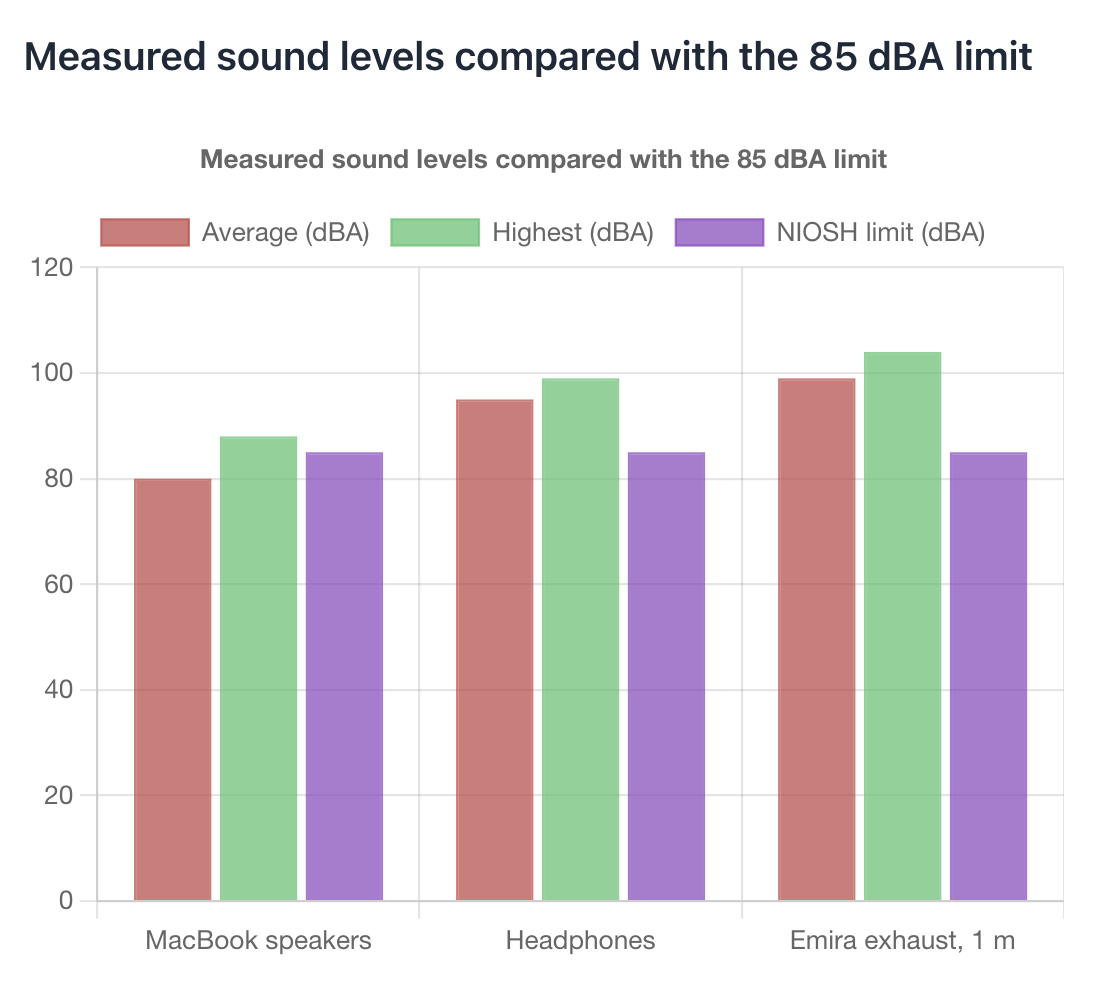 Measured sound levels compared with the 85 dBA limit
Measured sound levels compared with the 85 dBA limit
Average (dBA) Highest (dBA) NIOSH limit (dBA)
120
100
80
60
40
20
0
MacBook speakers Headphones Emira exhaust, 1 m